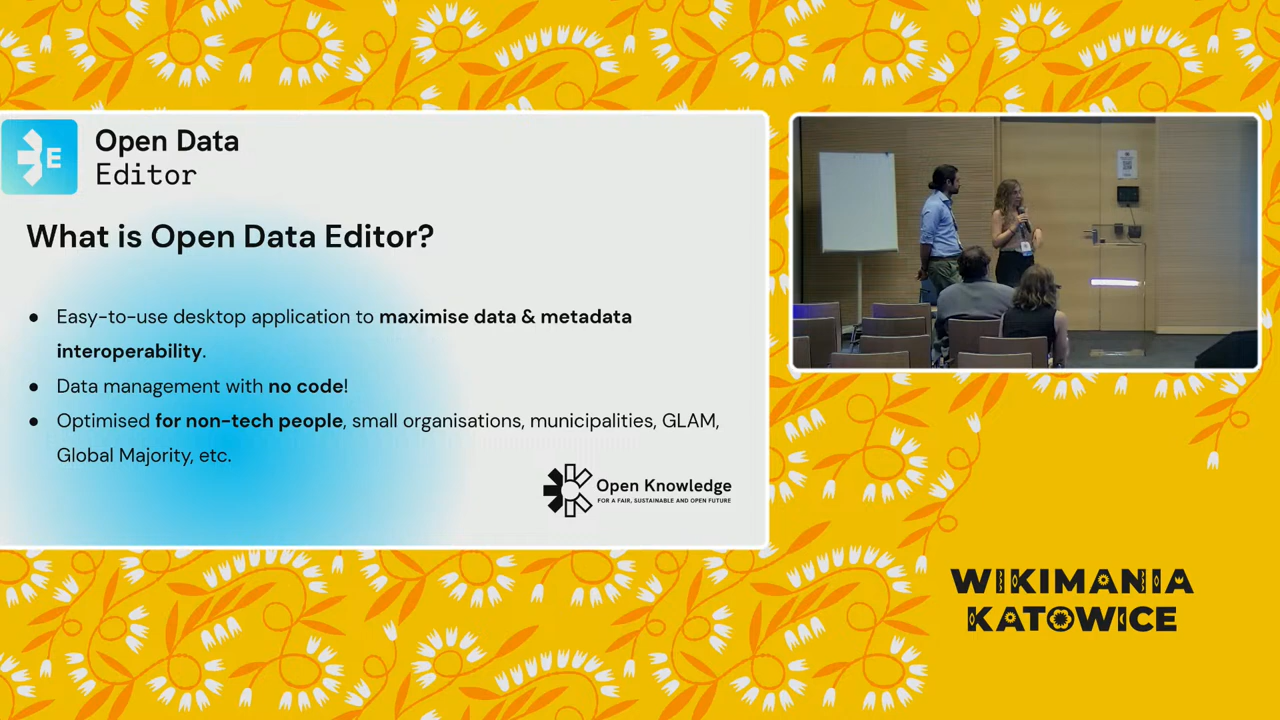 E
Open Data
Editor
What is Open Data Editor?
● Easy-to-use desktop application to maximise data & metadata
interoperability.
● Data management with no code!
● Optimised for non-tech people, small organisations, municipalities, GLAM,
Global Majority, etc.
Open Knowledge
FOR A FAIR, SUSTAINABLE AND OPEN FUTURE
WIKIMANIA
KATOWICE